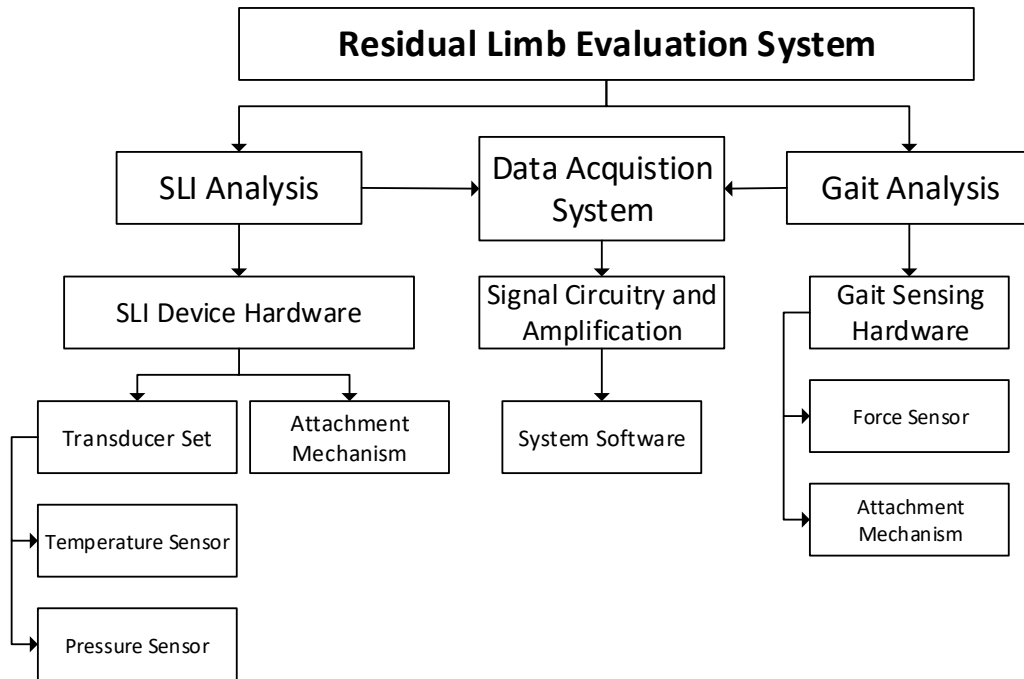 Residual Limb Evaluation System
SLI Analysis
Data Acquistion
System
Gait Analysis
SLI Device Hardware
Signal Circuitry and
Amplification
Gait Sensing
Hardware
Transducer Set
Attachment
Mechanism
System Software
Force Sensor
Temperature Sensor
Attachment
Mechanism
Pressure Sensor